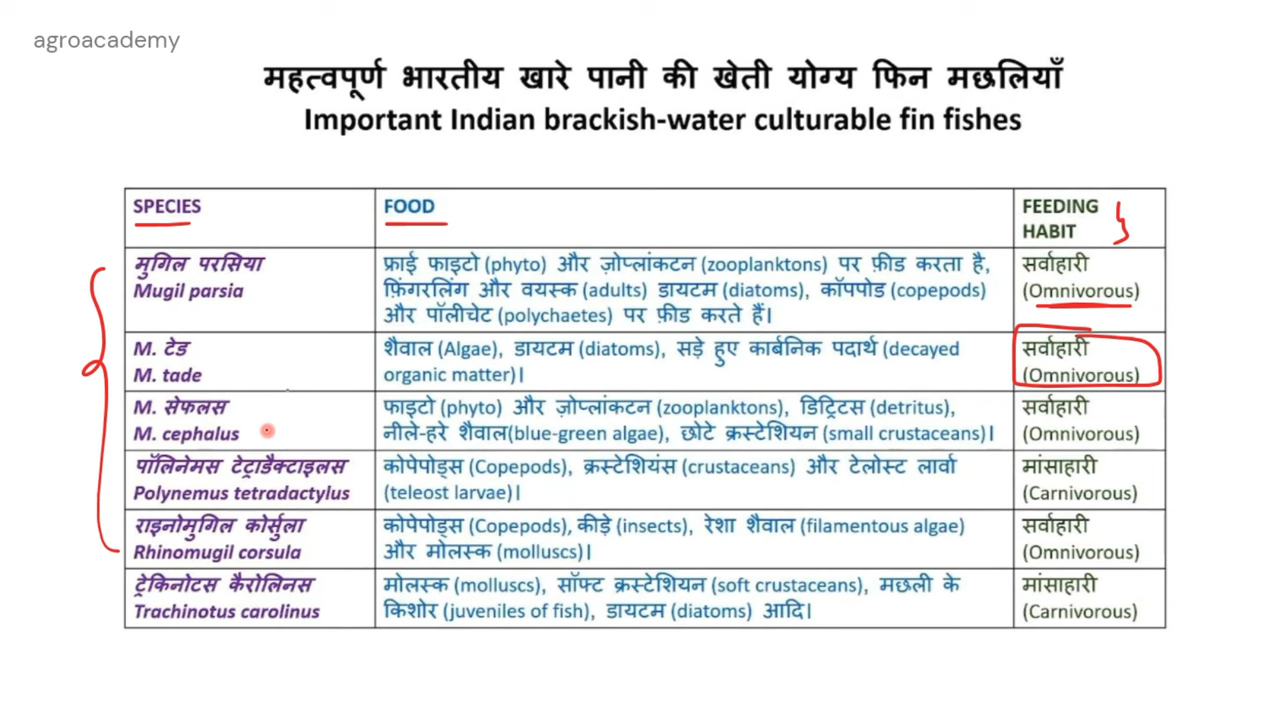 agroacademy
महत्वपूर्ण भारतीय खारे पानी की खेती योग्य फिन मछलियाँ
Important Indian brackish-water culturable fin fishes
SPECIES
FOOD
FEEDING
HABIT
मुगिल परसिया
Mugil parsia
फ्राई फाइटो (phyto) और ज़ोप्लांकटन (zooplanktons) पर फ़ीड करता है,
फ़िंगरलिंग और वयस्क (adults) डायटम (diatoms), कॉपपोड (copepods)
और पॉलीचेट (polychaetes) पर फ़ीड करते हैं।
सर्वाहारी
(Omnivorous)
M. टेड
M. tade
शैवाल (Algae), डायटम (diatoms), सड़े हुए कार्बनिक पदार्थ (decayed
organic matter)।
सर्वाहारी
(Omnivorous)
M. सेफलस
M. cephalus
फाइटो (phyto) और ज़ोप्लांकटन (zooplanktons), डिट्रिटस (detritus),
नीले-हरे शैवाल(blue-green algae), छोटे क्रस्टेशियन (small crustaceans)।
सर्वाहारी
(Omnivorous)
पॉलिनेमस टेट्राडैक्टाइलस
Polynemus tetradactylus
कोपेपोड्स (Copepods), क्रस्टेशियंस (crustaceans) और टेलोस्ट लार्वा
(teleost larvae)।
मांसाहारी
(Carnivorous)
राइनोमुगिल कोर्सुला
Rhinomugil corsula
कोपेपोड्स (Copepods), कीड़े (insects), रेशा शैवाल (filamentous algae)
और मोलस्क (molluscs)।
सर्वाहारी
(Omnivorous)
ट्रेकिनोटस कैरोलिनस
Trachinotus carolinus
मोलस्क (molluscs), सॉफ्ट क्रस्टेशियन (soft crustaceans), मछली के
किशोर (juveniles of fish), डायटम (diatoms) आदि।
मांसाहारी
(Carnivorous)